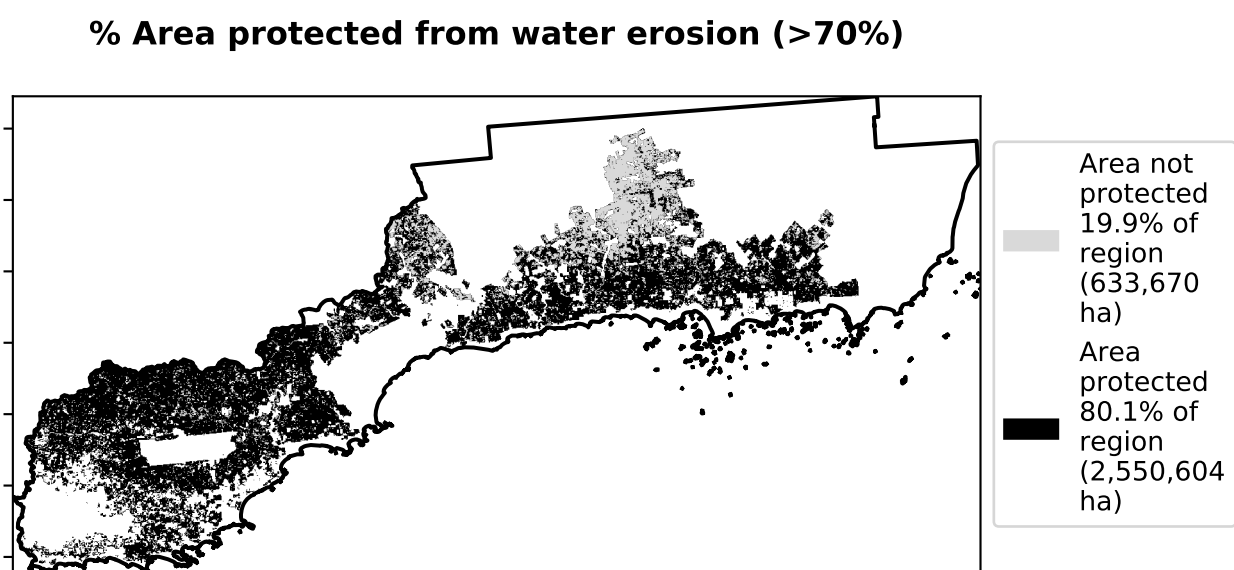 % Area protected from water erosion (>70%)
Area not
protected
19.9% of
region
(633,670
ha)
Area
protected
80.1% of
region
(2,550,604
ha)